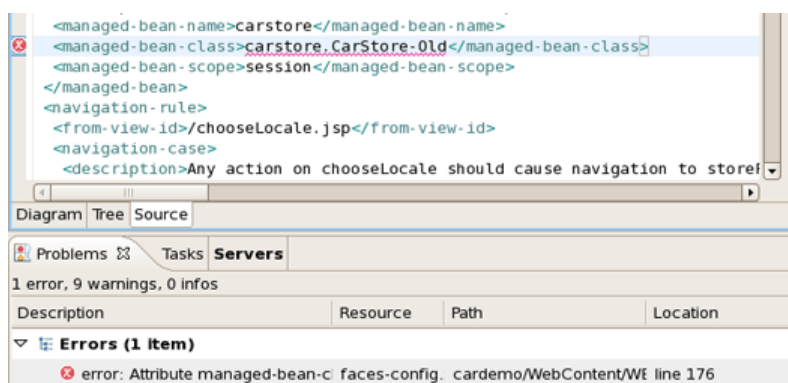 <managed-bean-name>carstore</managed-bean-name>
<managed-bean-class>carstore.CarStore-Old</managed-bean-class>
<managed-bean-scope>session</managed-bean-scope>
</managed-bean>
<navigation-rule>
<from-view-id>/chooseLocale.jsp</from-view-id>
<navigation-case>
<description>Any action on chooseLocale should cause navigation to storeF
Diagram Tree Source
Problems Tasks Servers
1 error, 9 warnings, 0 infos
Description Resource Path Location
Errors (1 item)
error: Attribute managed-bean-c faces-config. cardemo/WebContent/WE line 176